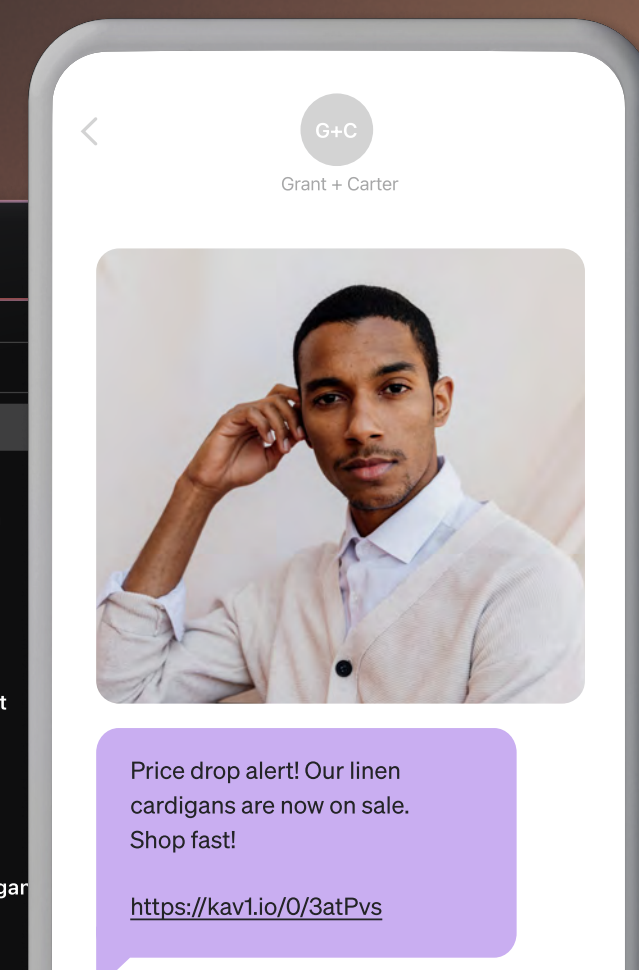 G+C
Grant + Carter
Price drop alert! Our linen
cardigans are now on sale.
Shop fast!
https://kav1.io/0/3atPvs
t
gan